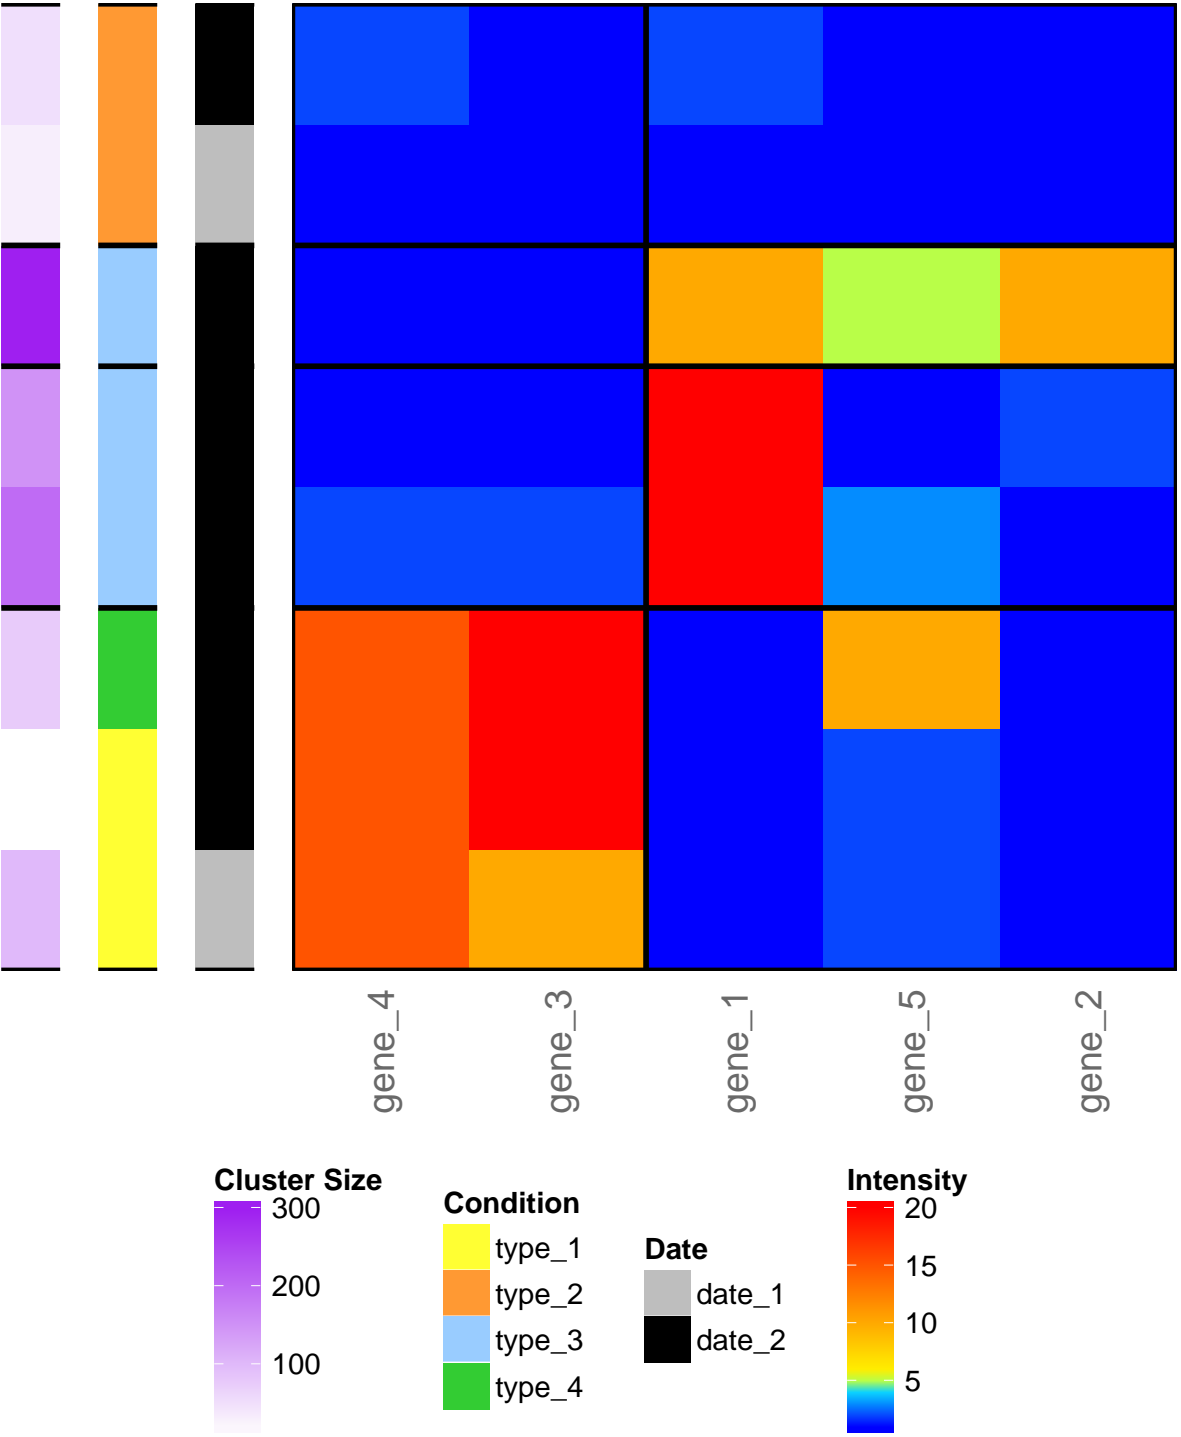 gene_4
gene_3
gene_1
gene_5
gene_2
Cluster Size
300
200
100
Condition
type_1
type_2
type_3
type_4
Date
date_1
date_2
Intensity
20
15
10
5